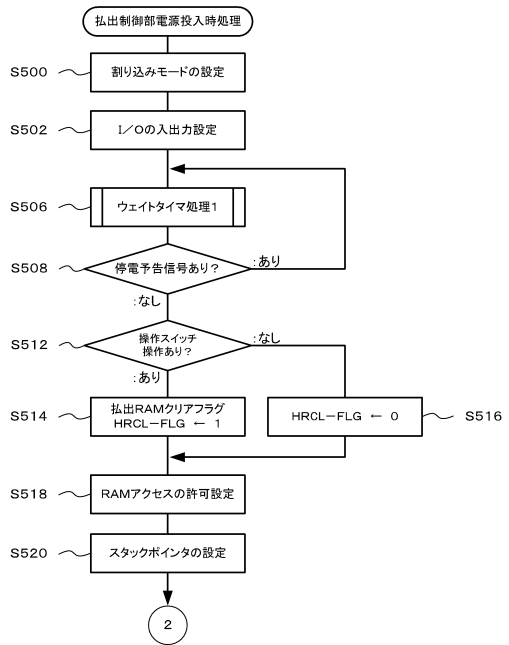 払出制御部電源投入時処理
S500
割り込みモードの設定
S502
I/Oの入出力設定
S506
ウェイトタイマ処理1
S508
停電予告信号あり?
:あり
:なし
S512
操作スイッチ
操作あり?
:なし
:あり
S514
払出RAMクリアフラグ
HRCL-FLG ← 1
HRCL-FLG ← 0
S516
S518
RAMアクセスの許可設定
S520
スタックポインタの設定
2